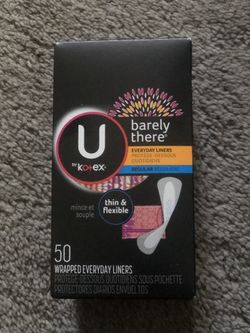 U
by kotex
barely
there®
EVERYDAY LINERS
PROTÈGE-DESSOUS
QUOTIDIENS
REGULAR
mince et
souple
thin &
flexible
50
WRAPPED EVERYDAY LINERS
PROTÈGE-DESSOUS QUOTIDIENS SOUS POCHETTE
PROTECTORES DIARIOS ENVUELTOS